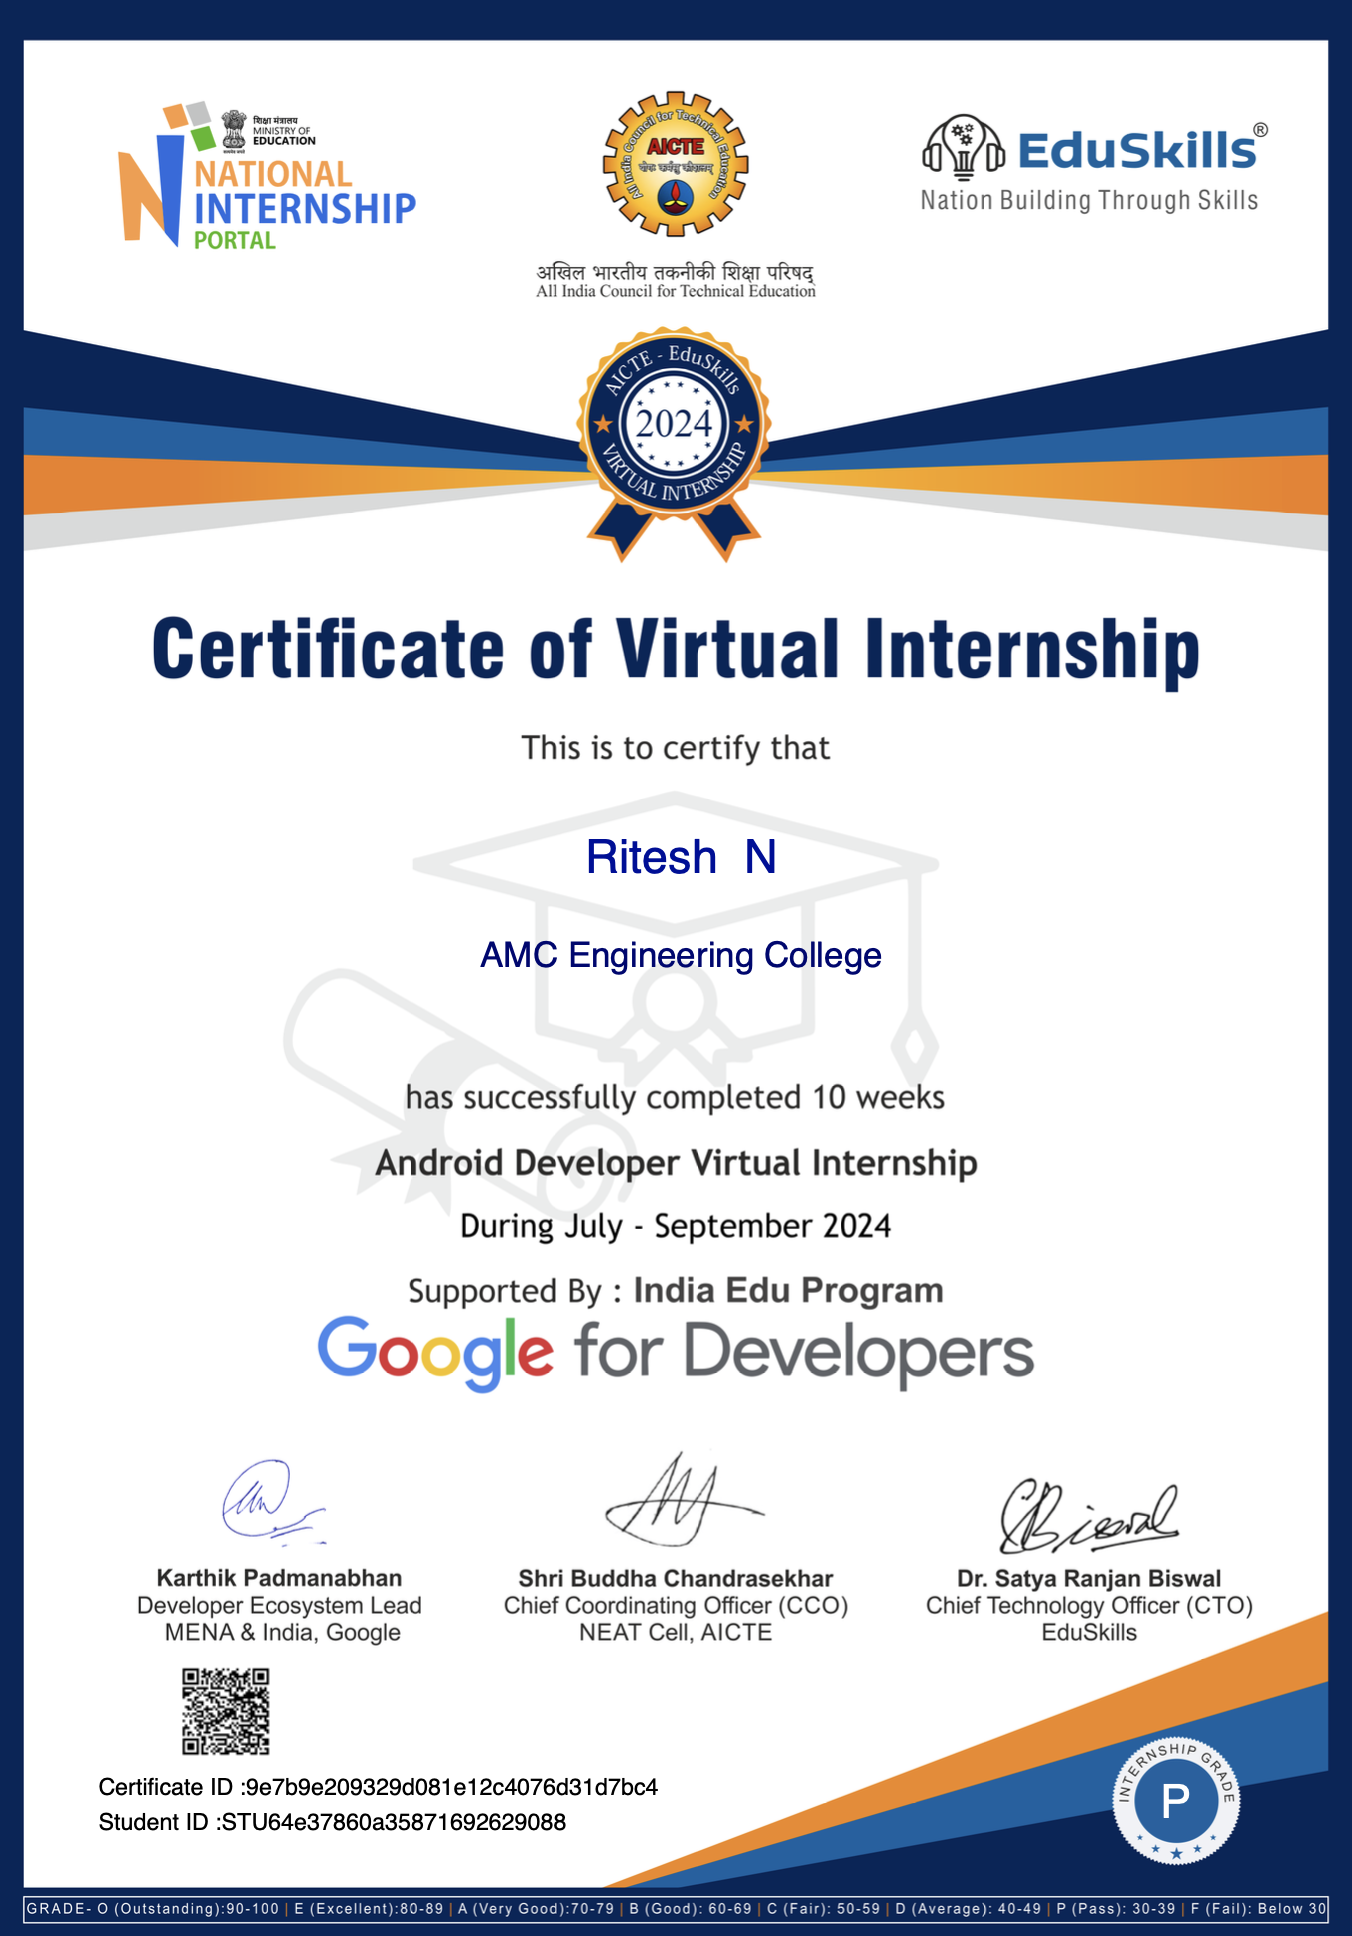 शिक्षा मंत्रालय
MINISTRY OF
EDUCATION
NATIONAL
INTERNSHIP
PORTAL
All India Council for Technical Education
AICTE
योगः कर्मसु कौशलम्
अखिल भारतीय तकनीकी शिक्षा परिषद्
All India Council for Technical Education
EduSkills®
Nation Building Through Skills
AICTE - EduSkills
2024
VIRTUAL INTERNSHIP
Certificate of Virtual Internship
This is to certify that
Ritesh N
AMC Engineering College
has successfully completed 10 weeks
Android Developer Virtual Internship
During July - September 2024
Supported By : India Edu Program
Google for Developers
Karthik Padmanabhan
Developer Ecosystem Lead
MENA & India, Google
Shri Buddha Chandrasekhar
Chief Coordinating Officer (CCO)
NEAT Cell, AICTE
Biswal
Dr. Satya Ranjan Biswal
Chief Technology Officer (CTO)
EduSkills
Certificate ID :9e7b9e209329d081e12c4076d31d7bc4
Student ID :STU64e37860a35871692629088
INTERNSHIP GRADE
P
GRADE- O (Outstanding):90-100 | E (Excellent):80-89 | A (Very Good):70-79 | B (Good): 60-69 | C (Fair): 50-59 | D (Average): 40-49 | P (Pass): 30-39 | F (Fail): Below 30